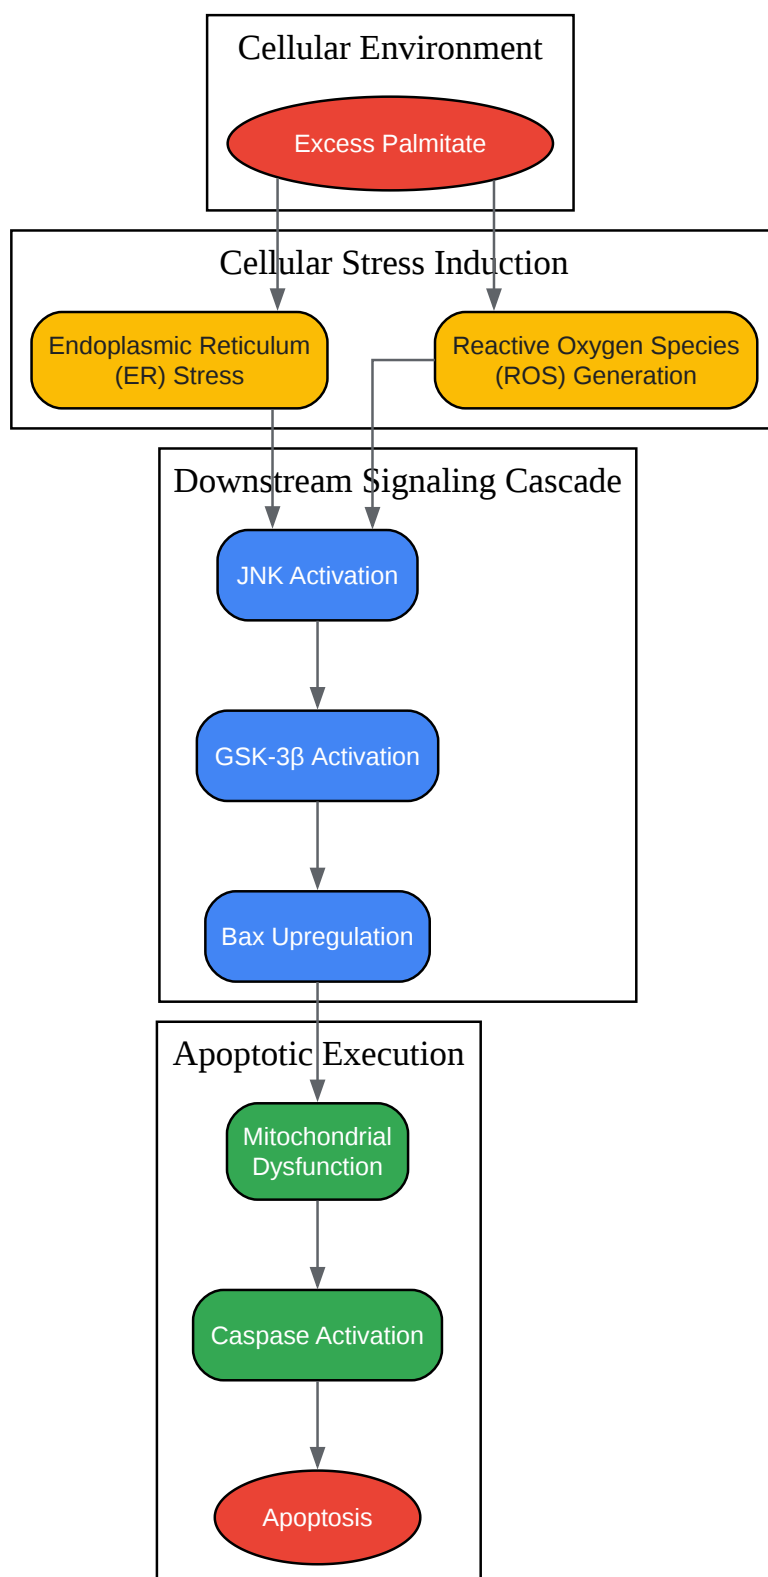 Cellular Environment
Excess Palmitate
Cellular Stress Induction
Endoplasmic Reticulum
(ER) Stress
Reactive Oxygen Species
(ROS) Generation
Downstream Signaling Cascade
JNK Activation
GSK-3β Activation
Bax Upregulation
Apoptotic Execution
Mitochondrial
Dysfunction
Caspase Activation
Apoptosis